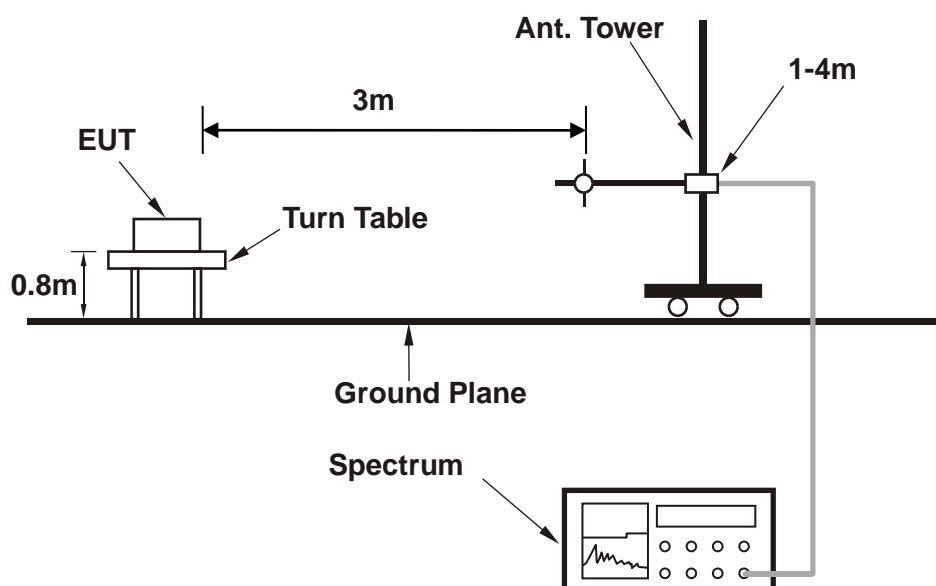 Ant. Tower
1-4m
3m
EUT
Turn Table
0.8m
Ground Plane
Spectrum